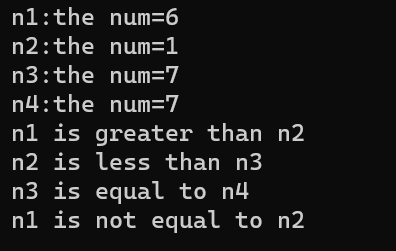 n1:the num=6
n2:the num=1
n3:the num=7
n4:the num=7
n1 is greater than n2
n2 is less than n3
n3 is equal to n4
n1 is not equal to n2